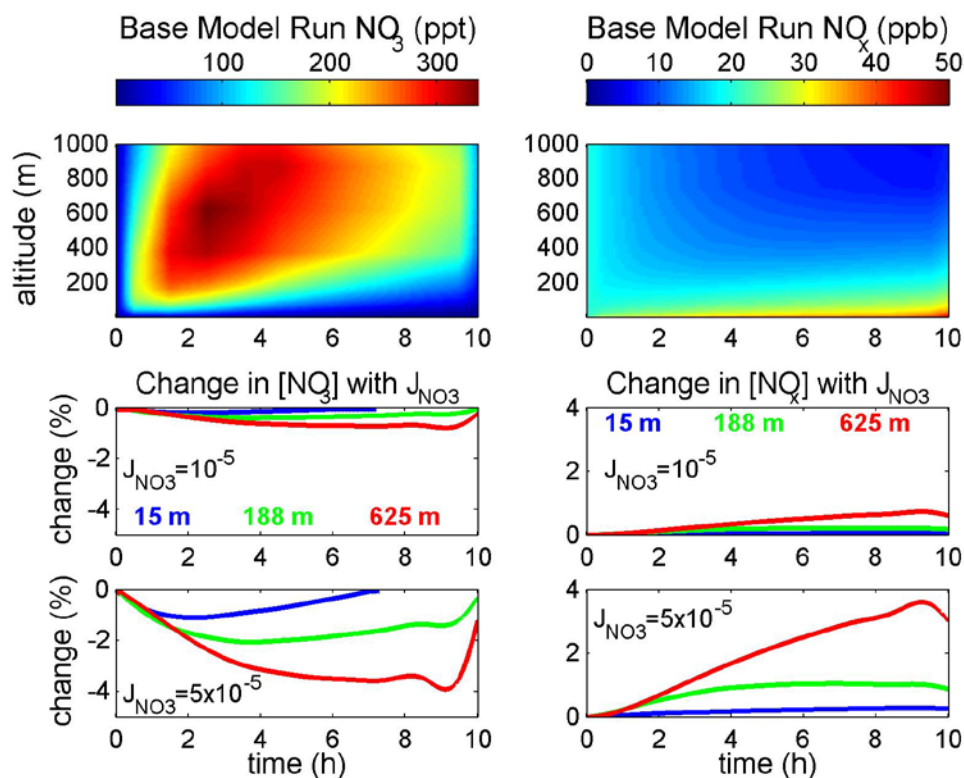 Base Model Run NO3 (ppt)
100 200 300
Base Model Run NOx (ppb)
0 10 20 30 40 50
altitude (m)
1000
800
600
400
200
0 2 4 6 8 10
1000
800
600
400
200
0 2 4 6 8 10
Change in [NO3] with JNO3
change (%)
0
-2
-4
JNO3=10-5
15 m 188 m 625 m
0 2 4 6 8 10
Change in [NOx] with JNO3
4
2
0
15 m 188 m 625 m
JNO3=10-5
0 2 4 6 8 10
change (%)
0
-2
-4
JNO3=5x10-5
0 2 4 6 8 10
time (h)
4
2
0
JNO3=5x10-5
0 2 4 6 8 10
time (h)